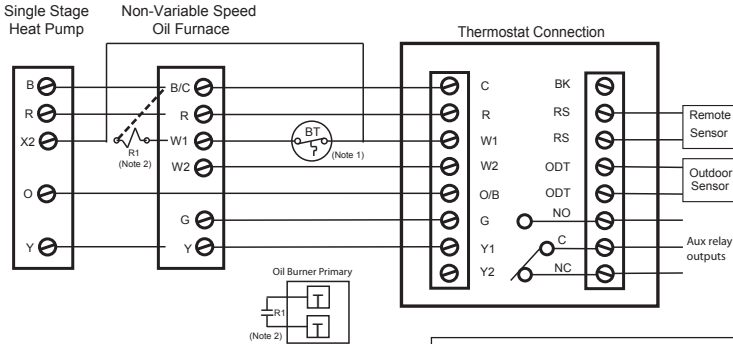 Single Stage
Heat Pump
Non-Variable Speed
Oil Furnace
Thermostat Connection
B
R
X2
O
Y
B/C
R
W1
W2
G
Y
R1
(Note 2)
BT
(Note 1)
C
R
W1
W2
O/B
G
Y1
Y2
BK
RS
RS
ODT
ODT
NO
C
NC
Remote
Sensor
Outdoor
Sensor
Aux relay
outputs
Oil Burner Primary
T
T
R1
(Note 2)